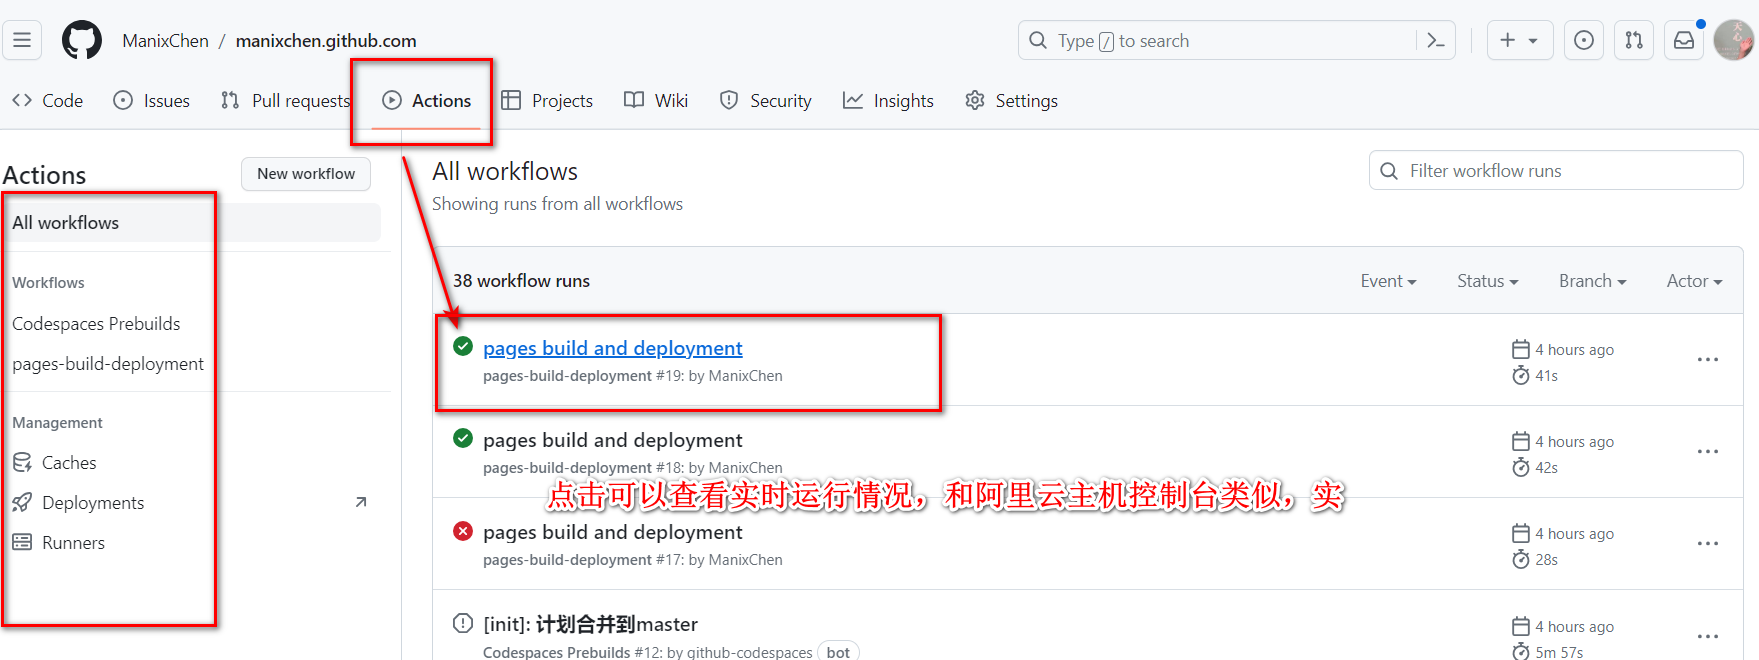 ManixChen / manixchen.github.com
Type / to search
Code Issues Pull requests Actions Projects Wiki Security Insights Settings
Actions
New workflow
All workflows
Workflows
Codespaces Prebuilds
pages-build-deployment
Management
Caches
Deployments
Runners
All workflows
Showing runs from all workflows
Filter workflow runs
38 workflow runs
Event Status Branch Actor
pages build and deployment
pages-build-deployment #19: by ManixChen
4 hours ago
41s
pages build and deployment
pages-build-deployment #18: by ManixChen
4 hours ago
42s
点击可以查看实时运行情况，和阿里云主机控制台类似，实
pages build and deployment
pages-build-deployment #17: by ManixChen
4 hours ago
28s
[init]: 计划合并到master
Codespaces Prebuilds #12: by github-codespaces bot
4 hours ago
5m 57s